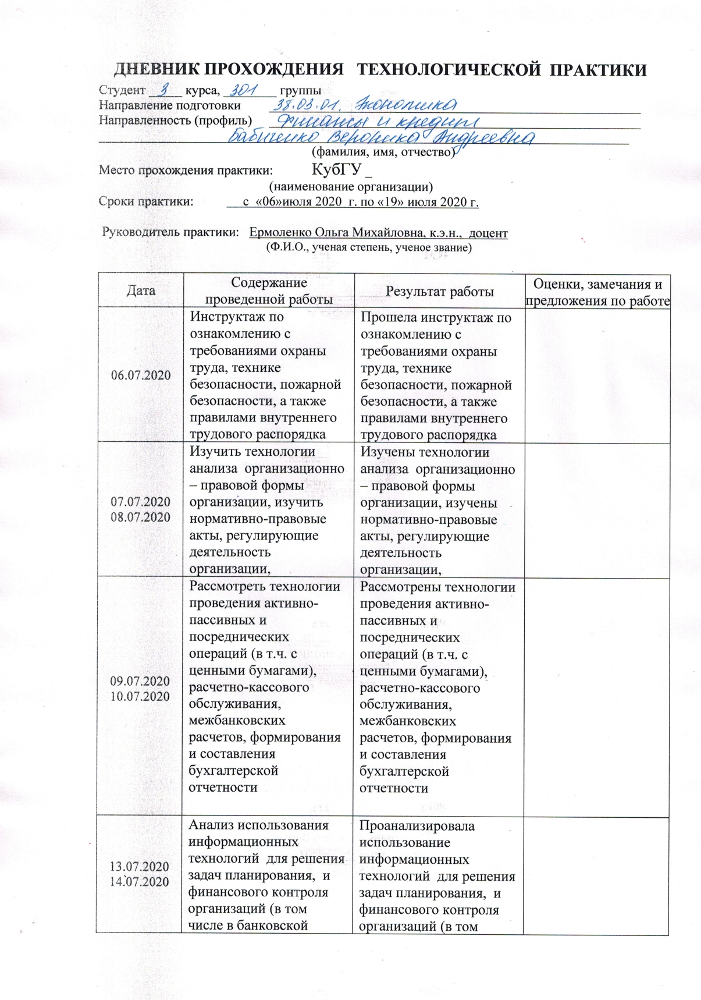 ДНЕВНИК ПРОХОЖДЕНИЯ ТЕХНОЛОГИЧЕСКОЙ ПРАКТИКИ
Студент 3 курса, 301 группы
Направление подготовки 38.03.01. Экономика
Направленность (профиль) Финансы и кредит
Бабиченко Вероника Андреевна
(фамилия, имя, отчество)
Место прохождения практики: КубГУ _
(наименование организации)
Сроки практики: с «06»июля 2020 г. по «19» июля 2020 г.
Руководитель практики: Ермоленко Ольга Михайловна, к.э.н., доцент
(Ф.И.О., ученая степень, ученое звание)
Дата
Содержание
проведенной работы
Результат работы
Оценки, замечания и
предложения по работе
06.07.2020
Инструктаж по
ознакомлению с
требованиями охраны
труда, технике
безопасности, пожарной
безопасности, а также
правилами внутреннего
трудового распорядка
Прошела инструктаж по
ознакомлению с
требованиями охраны
труда, технике
безопасности, пожарной
безопасности, а также
правилами внутреннего
трудового распорядка
07.07.2020
08.07.2020
Изучить технологии
анализа организационно
– правовой формы
организации, изучить
нормативно-правовые
акты, регулирующие
деятельность
организации,
Изучены технологии
анализа организационно
– правовой формы
организации, изучены
нормативно-правовые
акты, регулирующие
деятельность
организации,
09.07.2020
10.07.2020
Рассмотреть технологии
проведения активно-
пассивных и
посреднических
операций (в т.ч. с
ценными бумагами),
расчетно-кассового
обслуживания,
межбанковских
расчетов, формирования
и составления
бухгалтерской
отчетности
Рассмотрены технологии
проведения активно-
пассивных и
посреднических
операций (в т.ч. с
ценными бумагами),
расчетно-кассового
обслуживания,
межбанковских
расчетов, формирования
и составления
бухгалтерской
отчетности
13.07.2020
14.07.2020
Анализ использования
информационных
технологий для решения
задач планирования, и
финансового контроля
организаций (в том
числе в банковской
Проанализировала
использование
информационных
технологий для решения
задач планирования, и
финансового контроля
организаций (в том